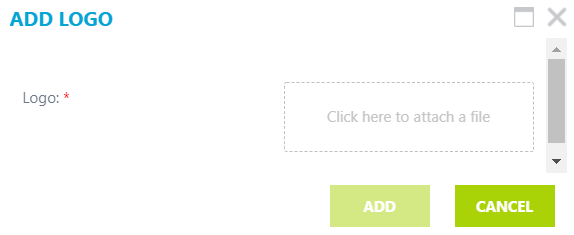 ADD LOGO
Logo: *
Click here to attach a file
ADD
CANCEL